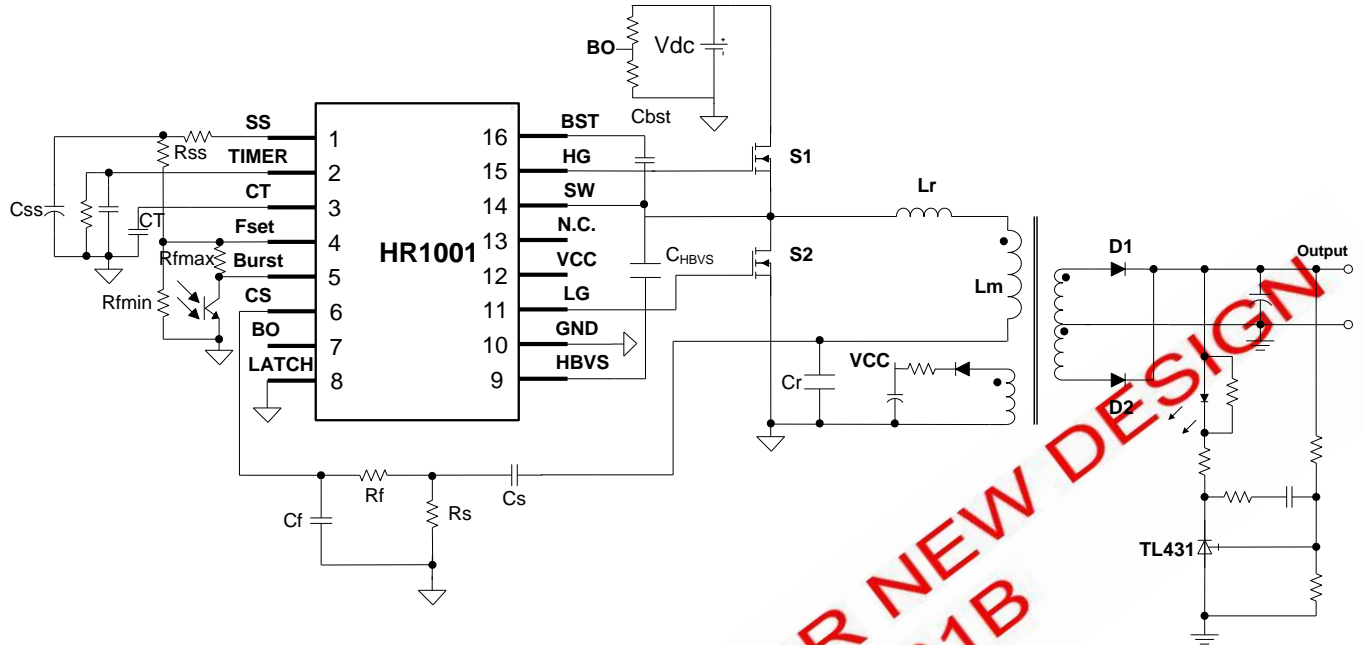 BO
Vdc
Cbst
SS
1
16
BST
Rss
TIMER
2
15
HG
S1
CT
3
14
SW
Lr
Css
CT
Fset
4
13
N.C.
HR1001
Rfmax
Burst
5
12
VCC
CHBVS
S2
D1
Output
Rfmin
CS
6
11
LG
Lm
BO
7
10
GND
LATCH
8
9
HBVS
Cr
VCC
D2
Rf
Cs
Cf
Rs
TL431
R NEW DESIGN
1B